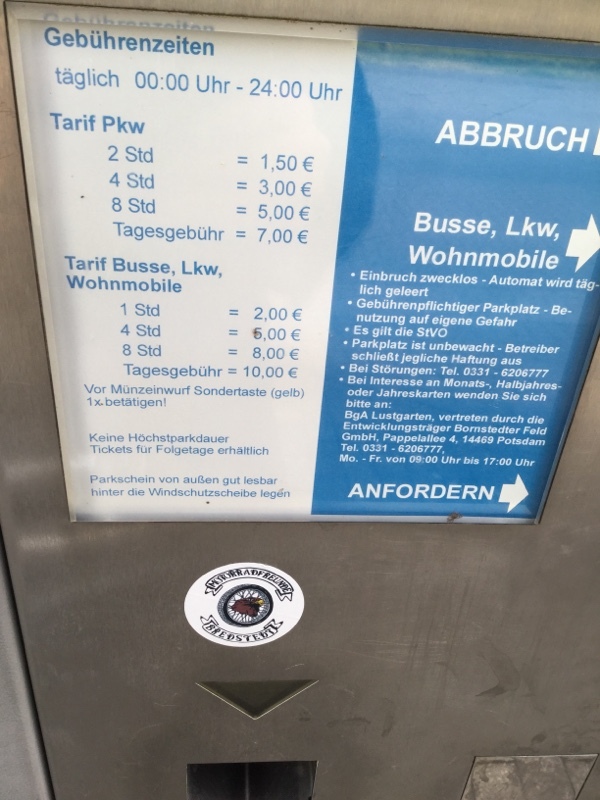 Gebührenzeiten
Gebührenzeiten
täglich 00:00 Uhr - 24:00 Uhr
Tarif Pkw
2 Std = 1,50 €
4 Std = 3,00 €
8 Std = 5,00 €
Tagesgebühr = 7,00 €
Tarif Busse, Lkw,
Wohnmobile
1 Std = 2,00 €
4 Std = 6,00 €
8 Std = 8,00 €
Tagesgebühr = 10,00 €
Vor Münzeinwurf Sondertaste (gelb)
1x betätigen!
Keine Höchstparkdauer
Tickets für Folgetage erhältlich
Parkschein von außen gut lesbar
hinter die Windschutzscheibe legen
ABBRUCH
Busse, Lkw,
Wohnmobile
• Einbruch zwecklos - Automat wird täg-
lich geleert
• Gebührenpflichtiger Parkplatz - Be-
nutzung auf eigene Gefahr
• Es gilt die StVO
• Parkplatz ist unbewacht - Betreiber
schließt jegliche Haftung aus
• Bei Störungen: Tel. 0331 - 6206777
• Bei Interesse an Monats-, Halbjahres-
oder Jahreskarten wenden Sie sich
bitte an:
BgA Lustgarten, vertreten durch die
Entwicklungsträger Bornstedter Feld
GmbH, Pappelallee 4, 14469 Potsdam
Tel. 0331 - 6206777,
Mo. - Fr. von 09:00 Uhr bis 17:00 Uhr
ANFORDERN
MOTORRADFREUNDE
BREDSTEDT